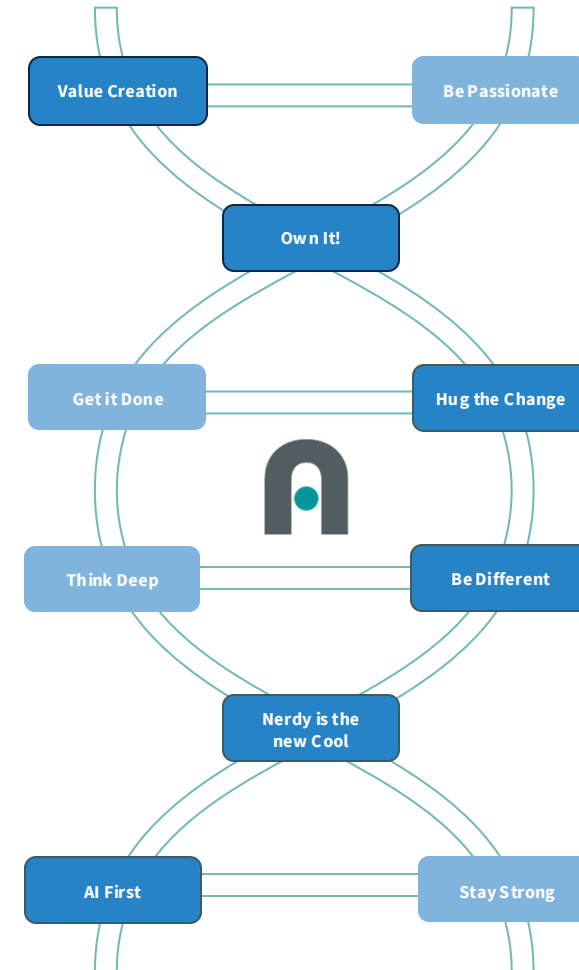 Value Creation
Be Passionate
Own It!
Get it Done
Hug the Change
Think Deep
Be Different
Nerdy is the
new Cool
AI First
Stay Strong